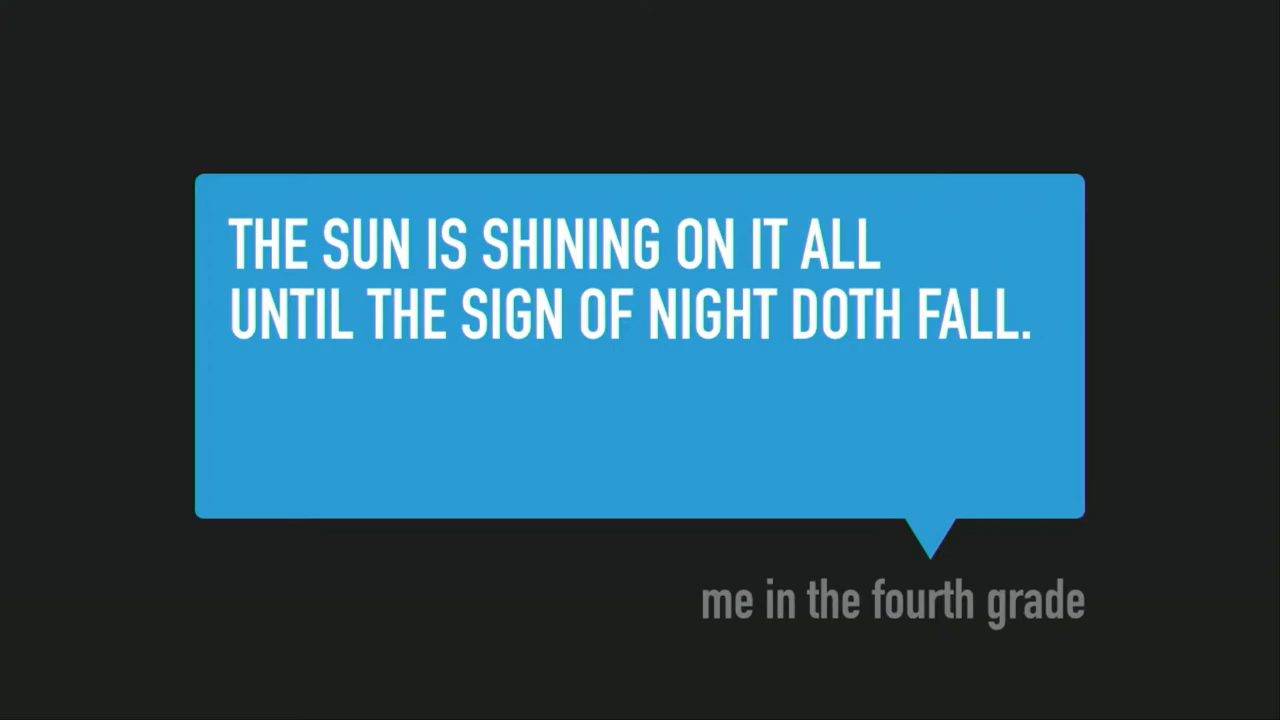 THE SUN IS SHINING ON IT ALL
UNTIL THE SIGN OF NIGHT DOTH FALL.
me in the fourth grade